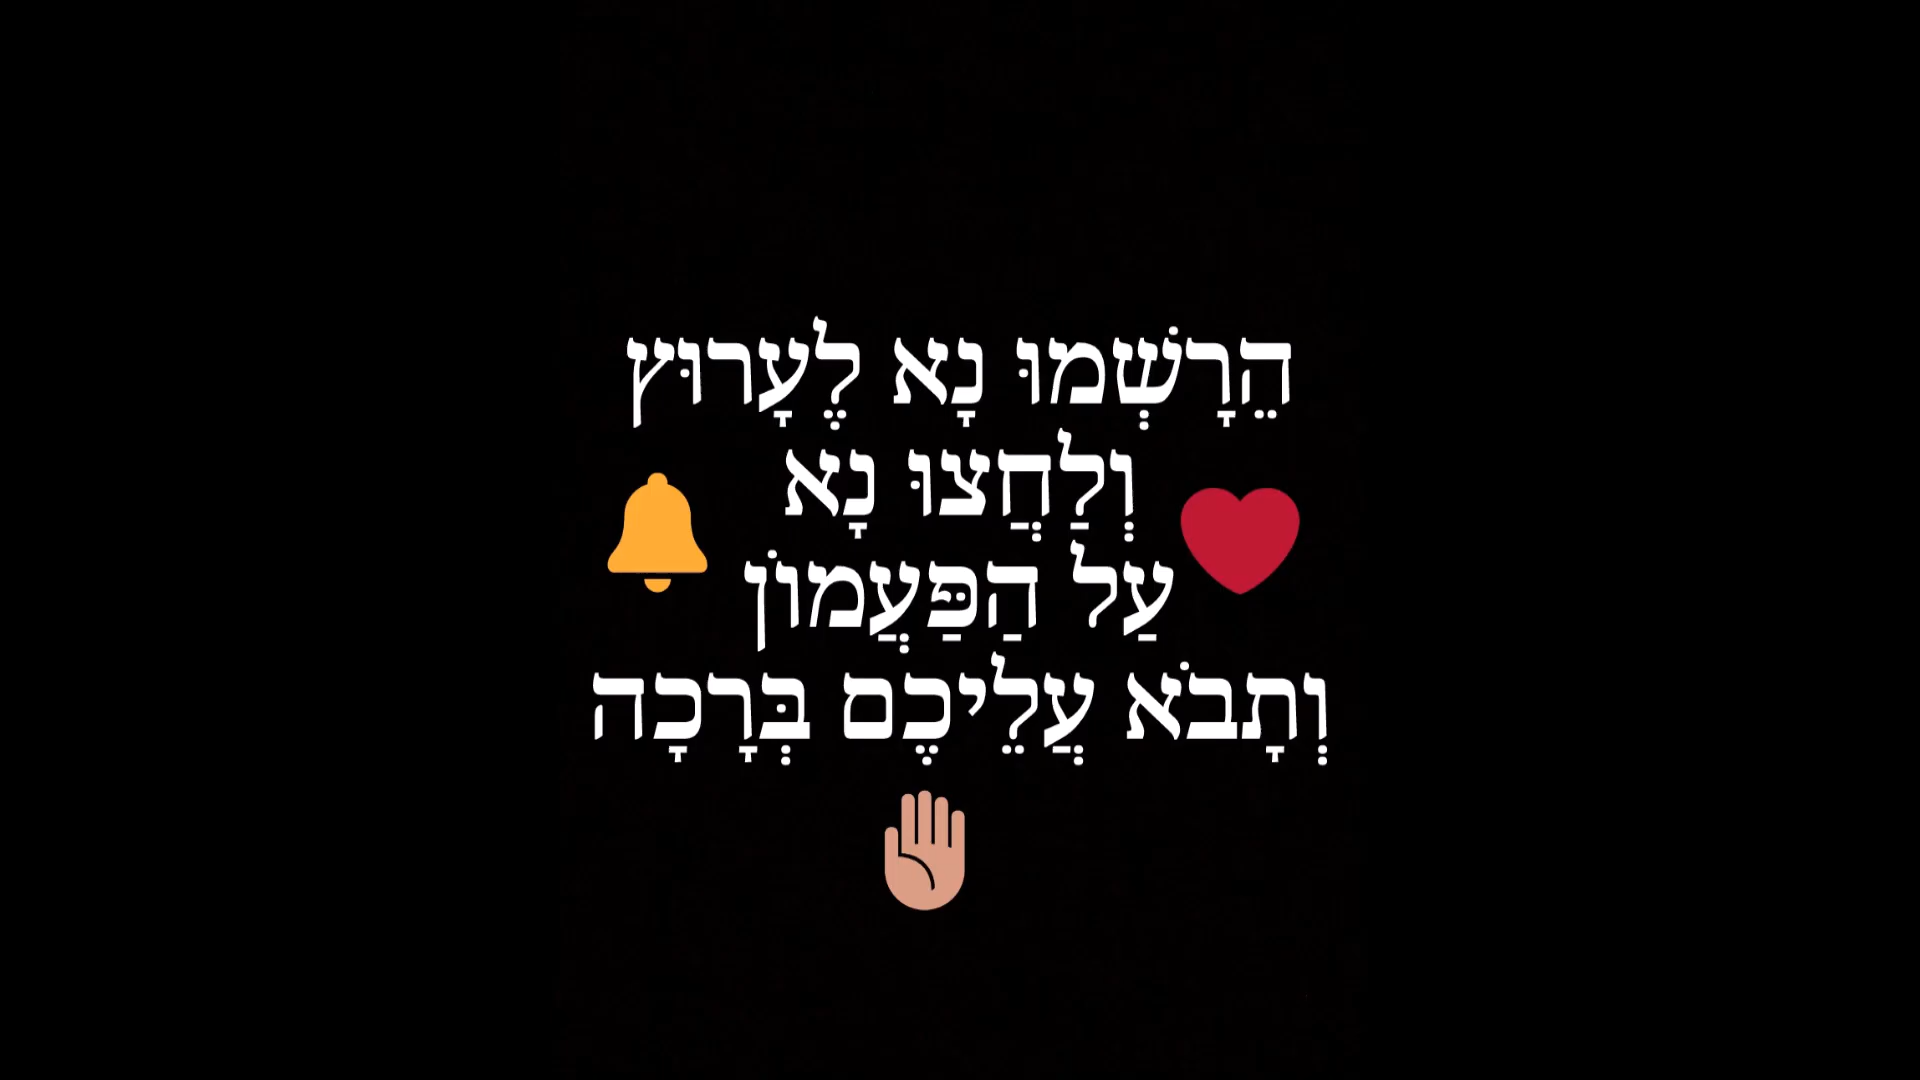 הֵרָשְׁמוּ נָא לֶעָרוּץ
וְלַחֲצוּ נָא
עַל הַפַּעֲמוֹן
וְתָבֹא עֲלֵיכֶם בְּרָכָה